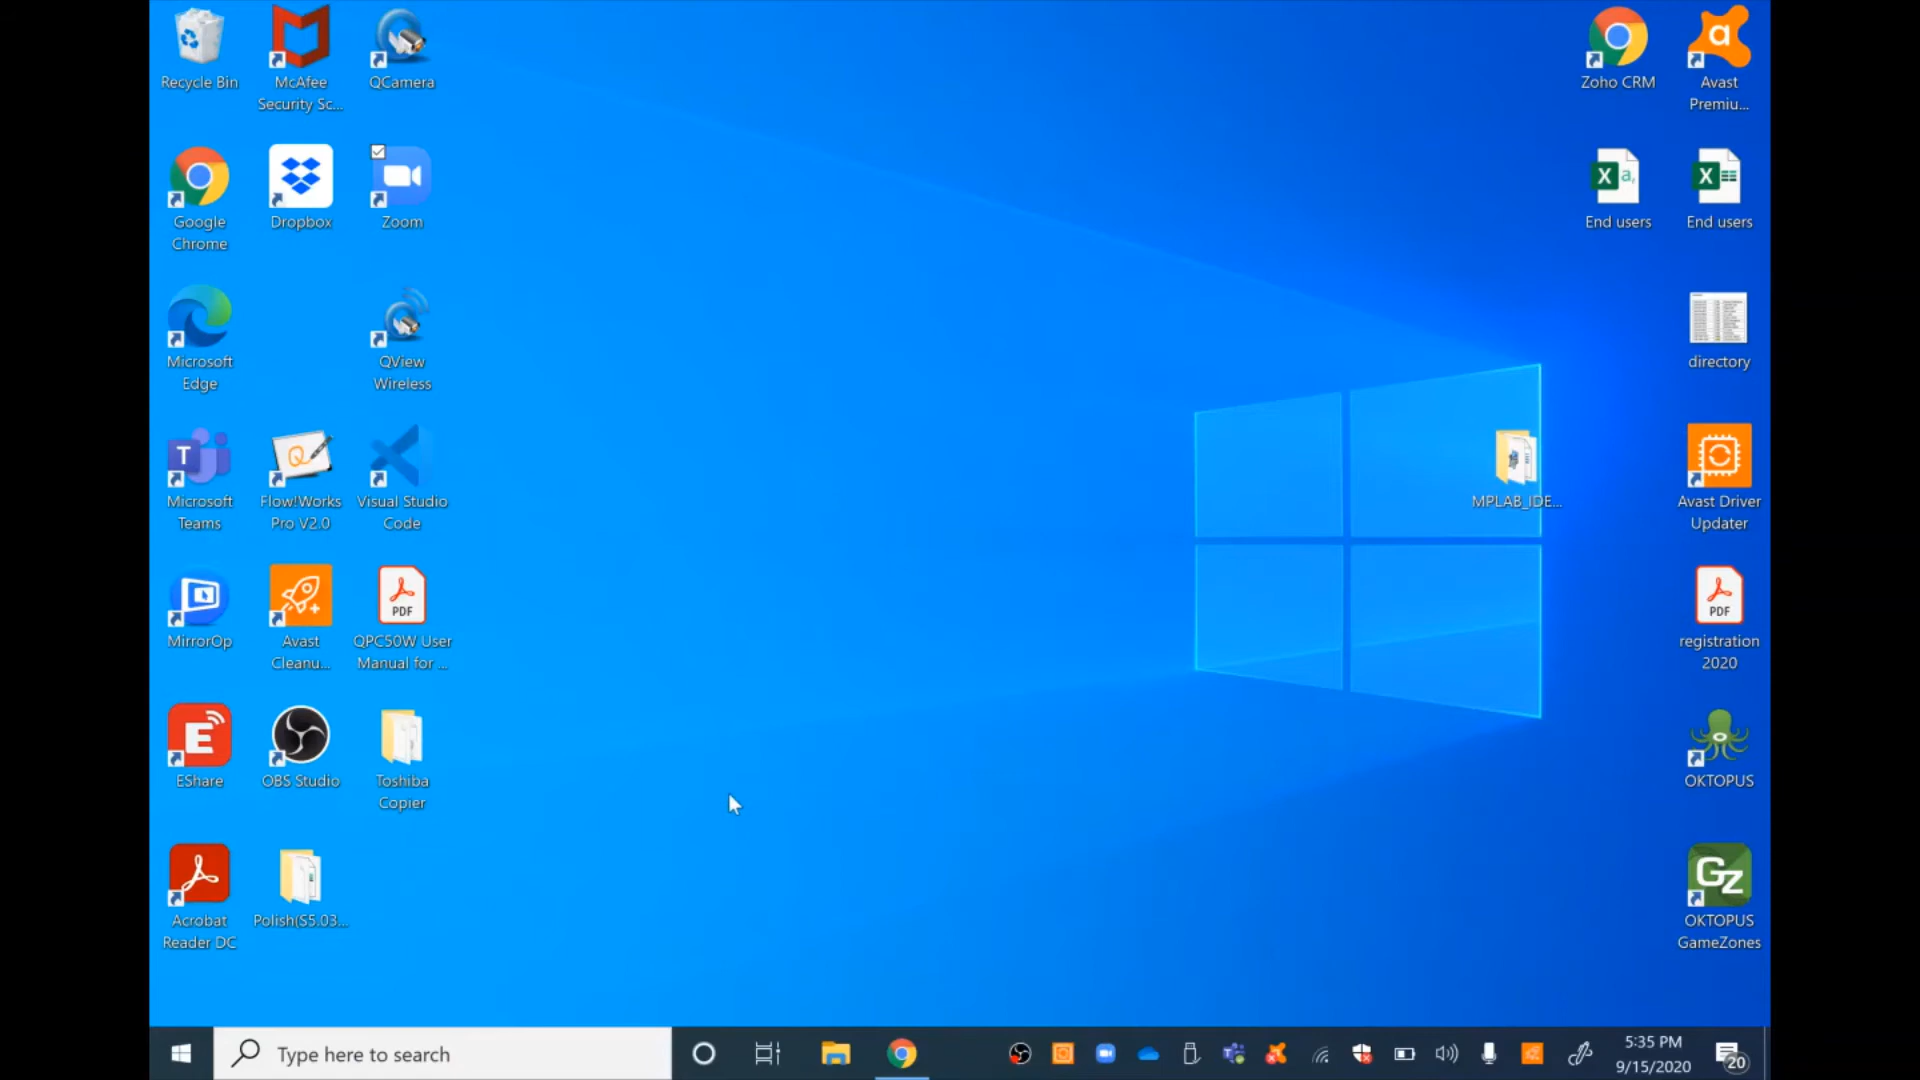 Recycle Bin
McAfee
Security Sc...
QCamera
Zoho CRM
Avast
Premiu...
Google
Chrome
Dropbox
Zoom
End users
End users
Microsoft
Edge
QView
Wireless
directory
Microsoft
Teams
Flow!Works
Pro V2.0
Visual Studio
Code
MPLAB_IDE...
Avast Driver
Updater
MirrorOp
Avast
Cleanu...
PDF
QPC50W User
Manual for ...
PDF
registration
2020
EShare
OBS Studio
Toshiba
Copier
OKTOPUS
Acrobat
Reader DC
Polish(S5.03...
GZ
OKTOPUS
GameZones
Type here to search
5:35 PM
9/15/2020
20